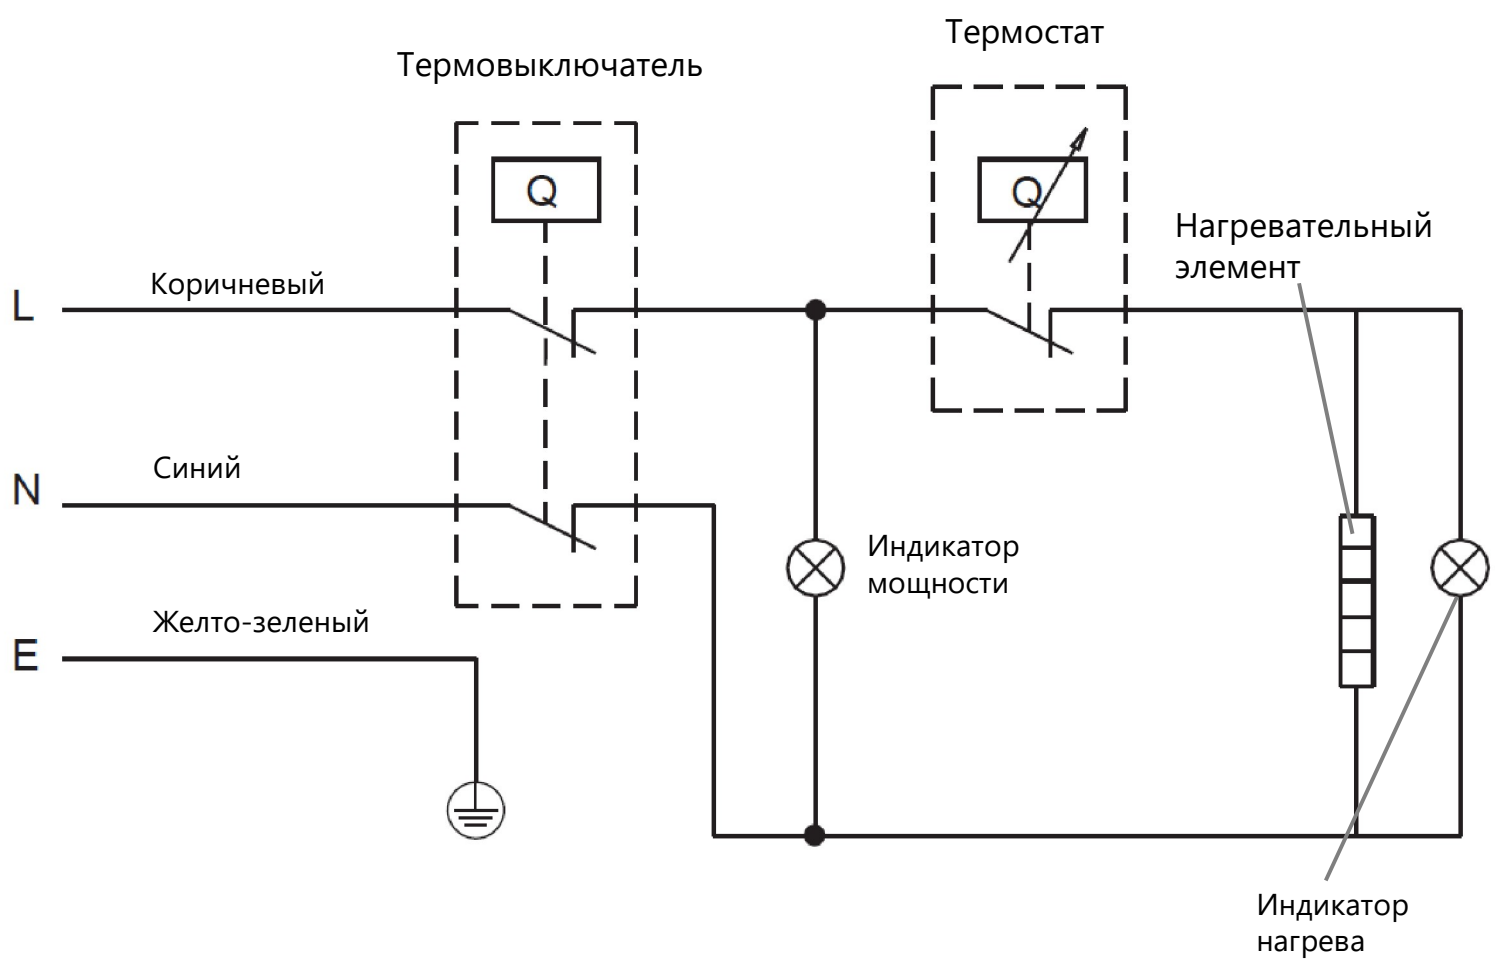 Термостат
Термовыключатель
Q
Q
Нагревательный
элемент
L
Коричневый
N
Синий
Индикатор
мощности
E
Желто-зеленый
Индикатор
нагрева